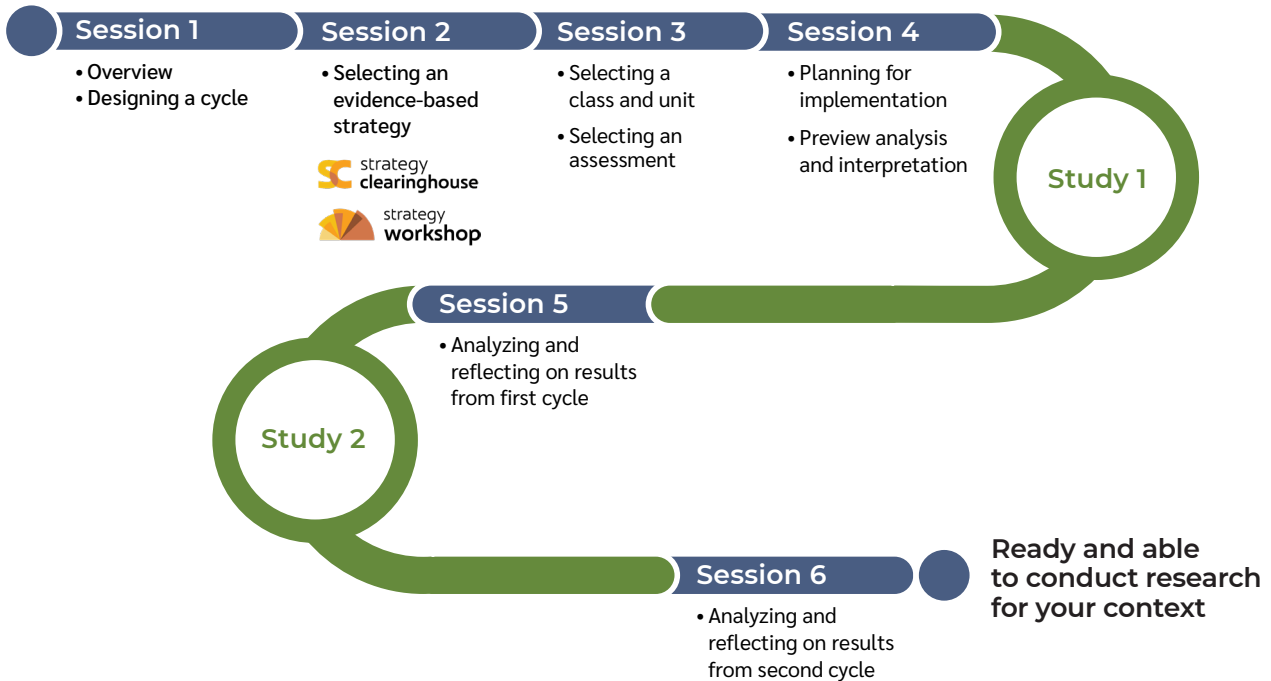 Session 1
• Overview
• Designing a cycle
Session 2
• Selecting an
evidence-based
strategy
SC strategy
clearinghouse
strategy
workshop
Session 3
• Selecting a
class and unit
• Selecting an
assessment
Session 4
• Planning for
implementation
• Preview analysis
and interpretation
Study 1
Session 5
• Analyzing and
reflecting on results
from first cycle
Study 2
Session 6
• Analyzing and
reflecting on results
from second cycle
Ready and able
to conduct research
for your context